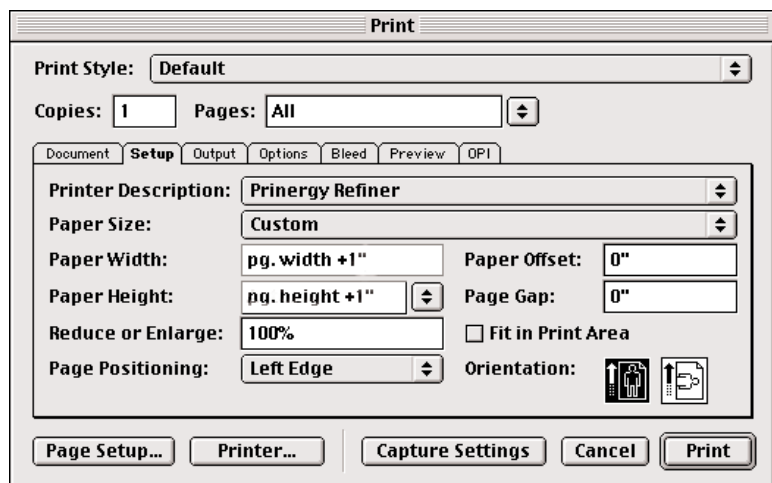 Print
Print Style: Default
Copies: 1 Pages: All
Document Setup Output Options Bleed Preview OPI
Printer Description: Prinergy Refiner
Paper Size: Custom
Paper Width: pg. width +1" Paper Offset: 0"
Paper Height: pg. height +1" Page Gap: 0"
Reduce or Enlarge: 100% Fit in Print Area
Page Positioning: Left Edge Orientation:
Page Setup... Printer... Capture Settings Cancel Print